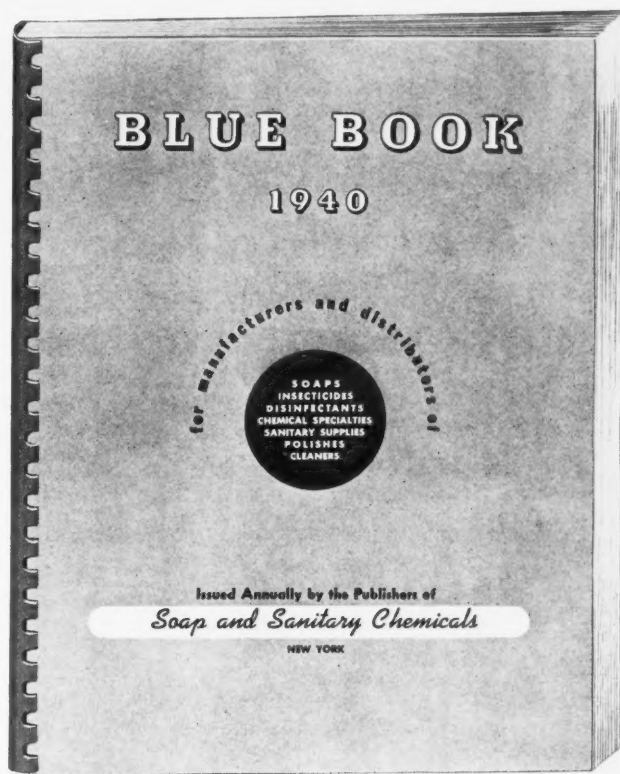 BLUE BOOK
1940
for manufacturers and distributors of
SOAPS
INSECTICIDES
DISINFECTANTS
CHEMICAL SPECIALTIES
SANITARY SUPPLIES
POLISHES
CLEANERS
Issued Annually by the Publishers of
Soap and Sanitary Chemicals
NEW YORK